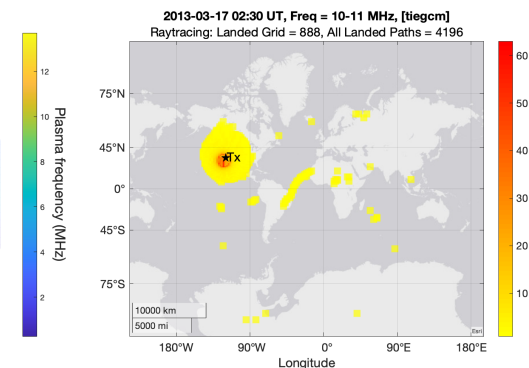 2013-03-17 02:30 UT, Freq = 10-11 MHz, [tiegcm]
Raytracing: Landed Grid = 888, All Landed Paths = 4196
12
10
8
6
4
2
Plasma frequency (MHz)
75°N
45°N
0°
45°S
75°S
Tx
10000 km
5000 mi
Esri
180°W
90°W
0°
90°E
180°E
Longitude
60
50
40
30
20
10